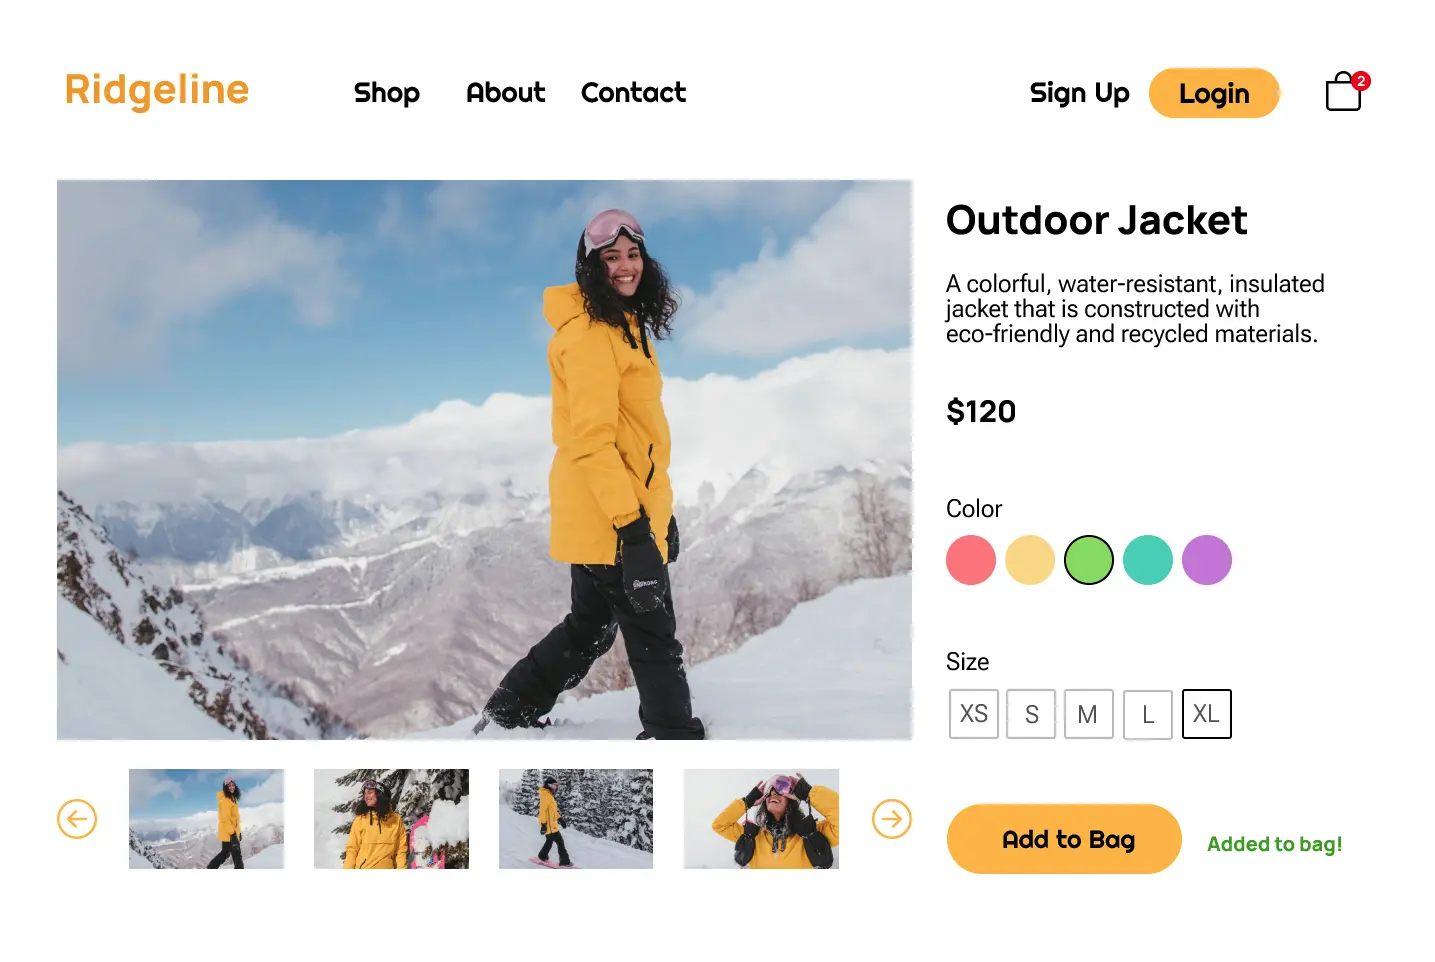 Ridgeline
Shop
About
Contact
Sign Up
Login
2
Outdoor Jacket
A colorful, water-resistant, insulated
jacket that is constructed with
eco-friendly and recycled materials.
$120
Color
Size
XS
S
M
L
XL
Add to Bag
Added to bag!